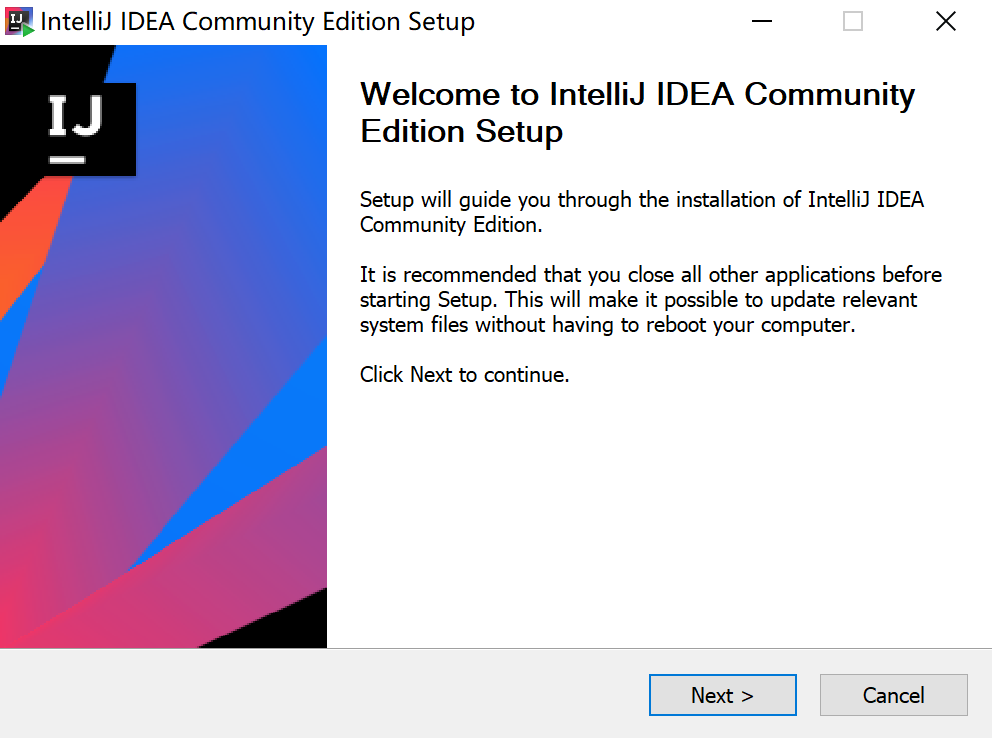 IntelliJ IDEA Community Edition Setup
IJ
Welcome to IntelliJ IDEA Community
Edition Setup
Setup will guide you through the installation of IntelliJ IDEA
Community Edition.
It is recommended that you close all other applications before
starting Setup. This will make it possible to update relevant
system files without having to reboot your computer.
Click Next to continue.
Next >
Cancel